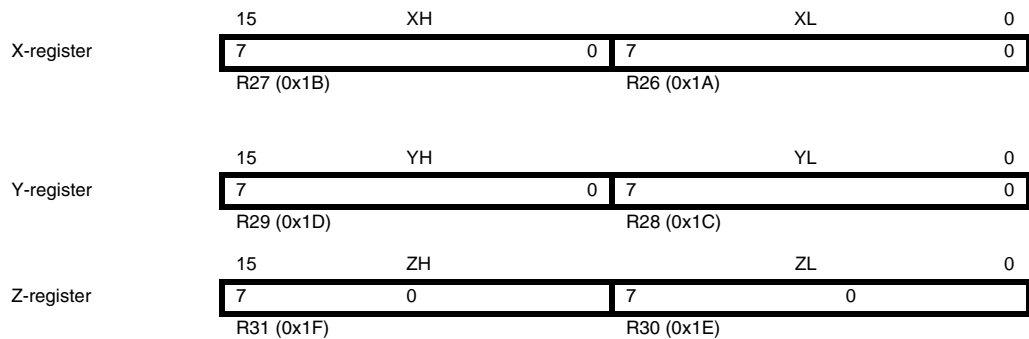 15 XH XL 0
X-register 7 0 7 0
R27 (0x1B) R26 (0x1A)
15 YH YL 0
Y-register 7 0 7 0
R29 (0x1D) R28 (0x1C)
15 ZH ZL 0
Z-register 7 0 7 0
R31 (0x1F) R30 (0x1E)